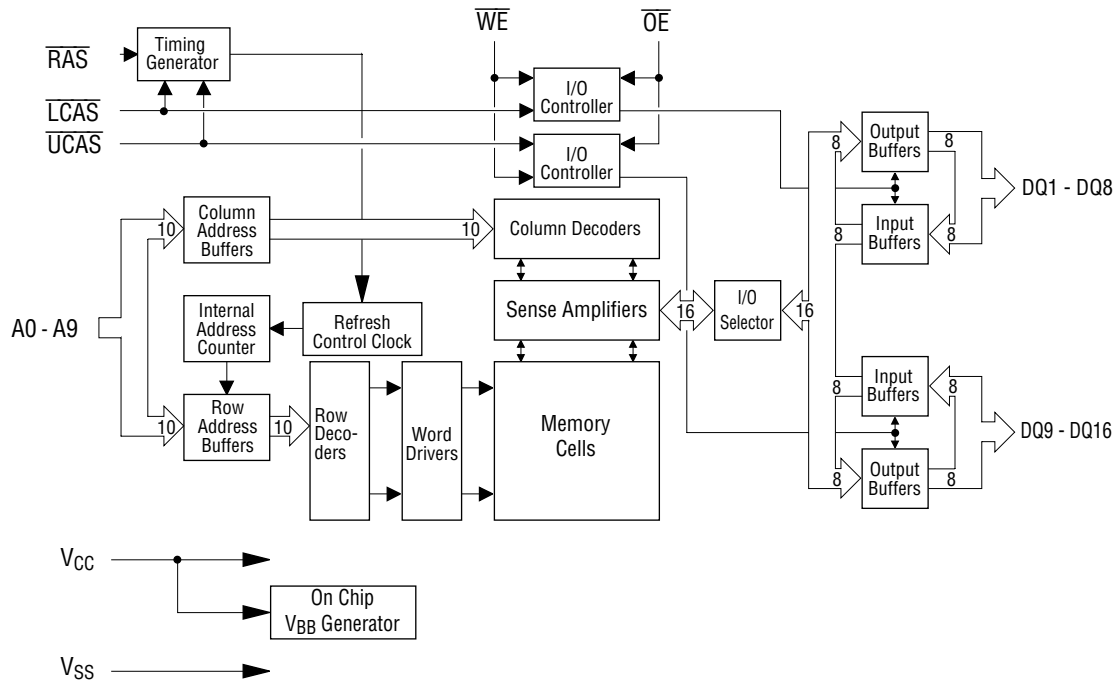 WE
OE
RAS
Timing
Generator
LCAS
UCAS
I/O
Controller
I/O
Controller
8
Output
Buffers
8
DQ1 - DQ8
8
Input
Buffers
8
10
Column
Address
Buffers
10
Column Decoders
A0 - A9
Internal
Address
Counter
Refresh
Control Clock
Sense Amplifiers
16
I/O
Selector
16
10
Row
Address
Buffers
10
Row
Deco-
ders
Word
Drivers
Memory
Cells
8
Input
Buffers
8
DQ9 - DQ16
8
Output
Buffers
8
VCC
On Chip
VBB Generator
VSS